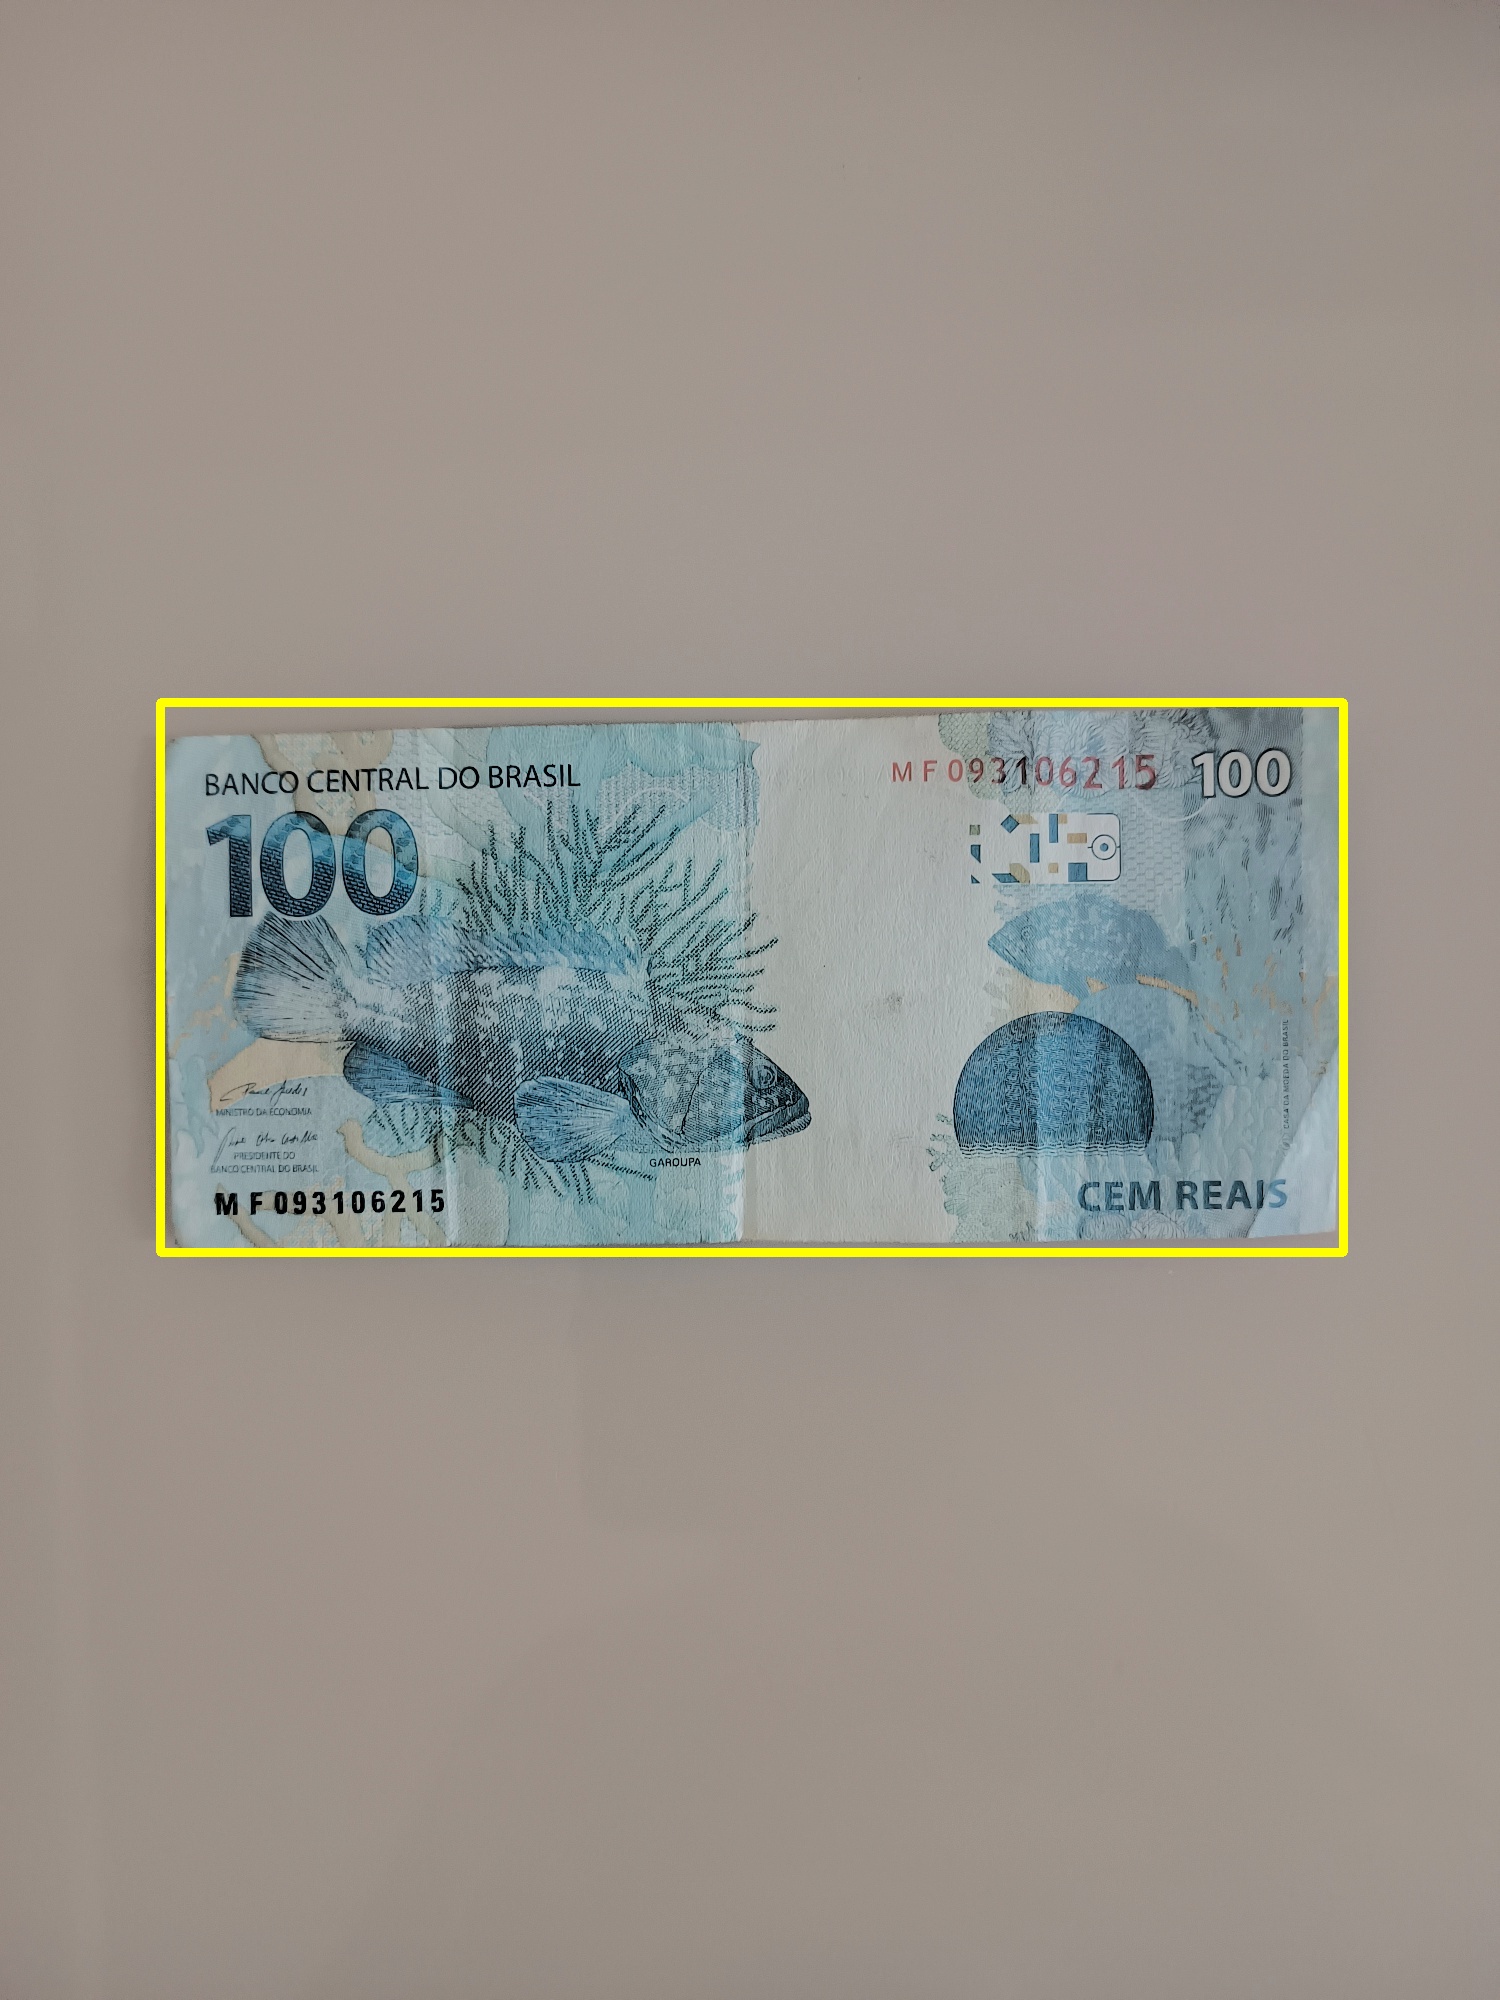 BANCO CENTRAL DO BRASIL
MF093106215
100
100
MINISTRO DA ECONOMIA
PRESIDENTE DO
BANCO CENTRAL DO BRASIL
GAROUPA
MF093106215
CEM REAIS
CASA DA MOEDA DO BRASIL